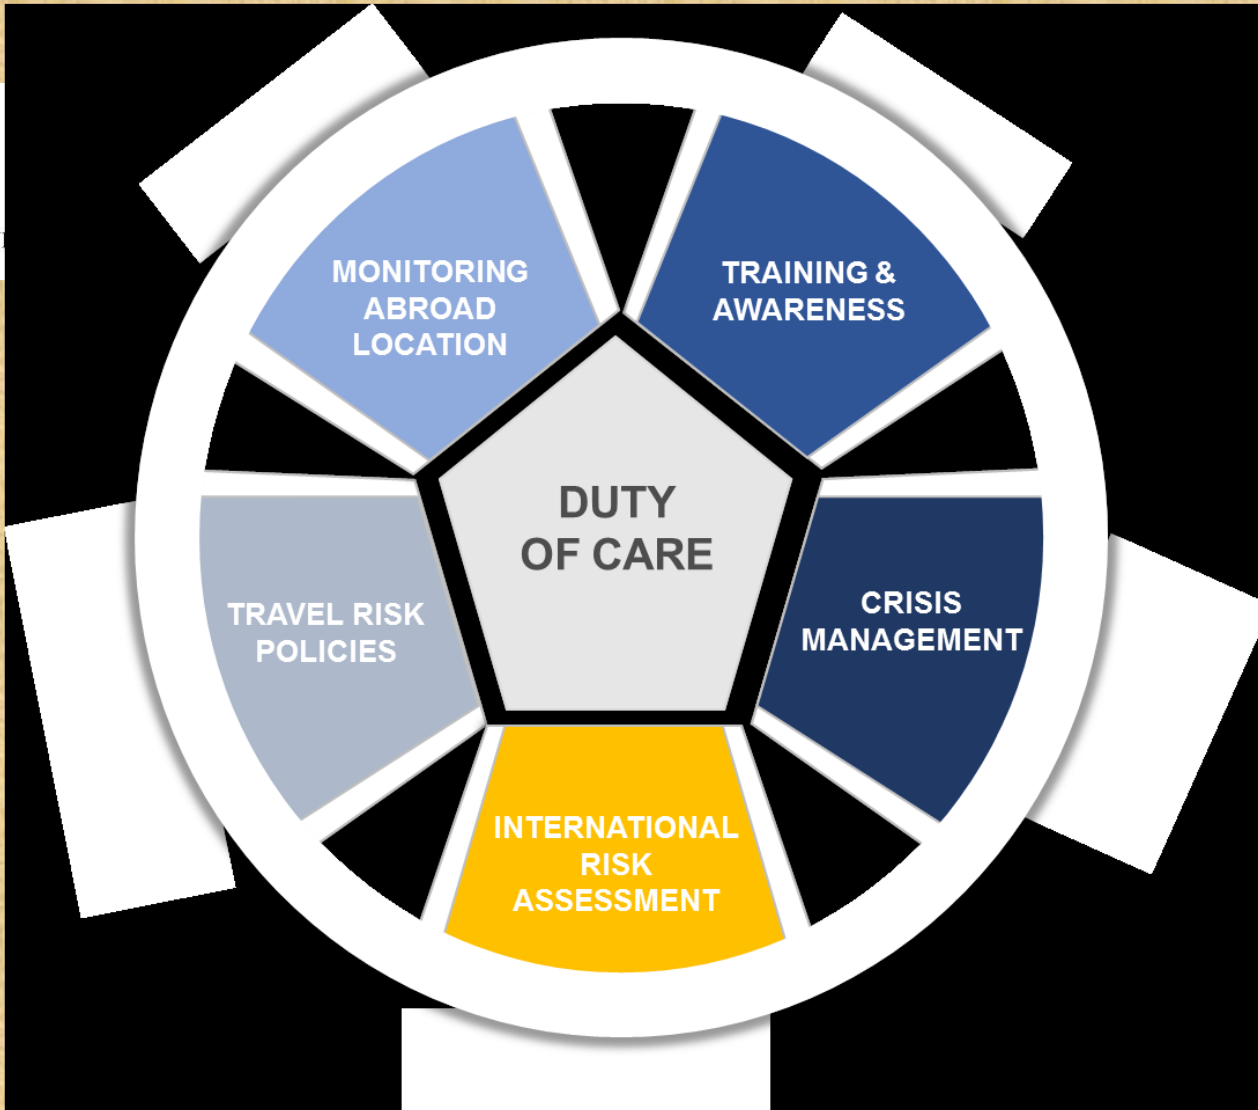 MONITORING
ABROAD
LOCATION
TRAINING &
AWARENESS
DUTY
OF CARE
TRAVEL RISK
POLICIES
CRISIS
MANAGEMENT
INTERNATIONAL
RISK
ASSESSMENT